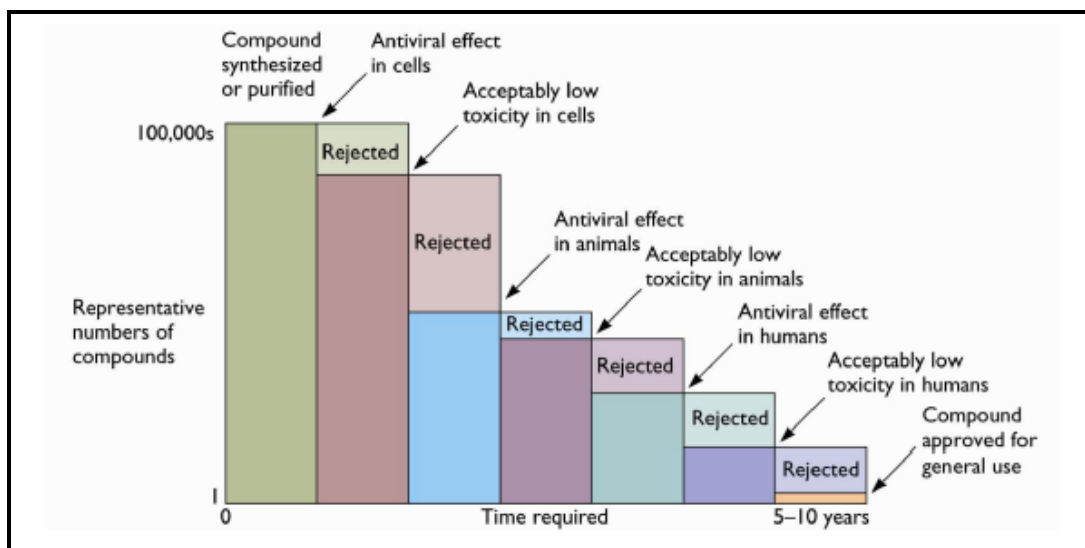 Compound
synthesized
or purified
Antiviral effect
in cells
Acceptably low
toxicity in cells
100,000s
Rejected
Rejected
Antiviral effect
in animals
Acceptably low
toxicity in animals
Representative
numbers of
compounds
Rejected
Antiviral effect
in humans
Rejected
Acceptably low
toxicity in humans
Rejected
Compound
approved for
general use
Rejected
1
0
Time required
5–10 years